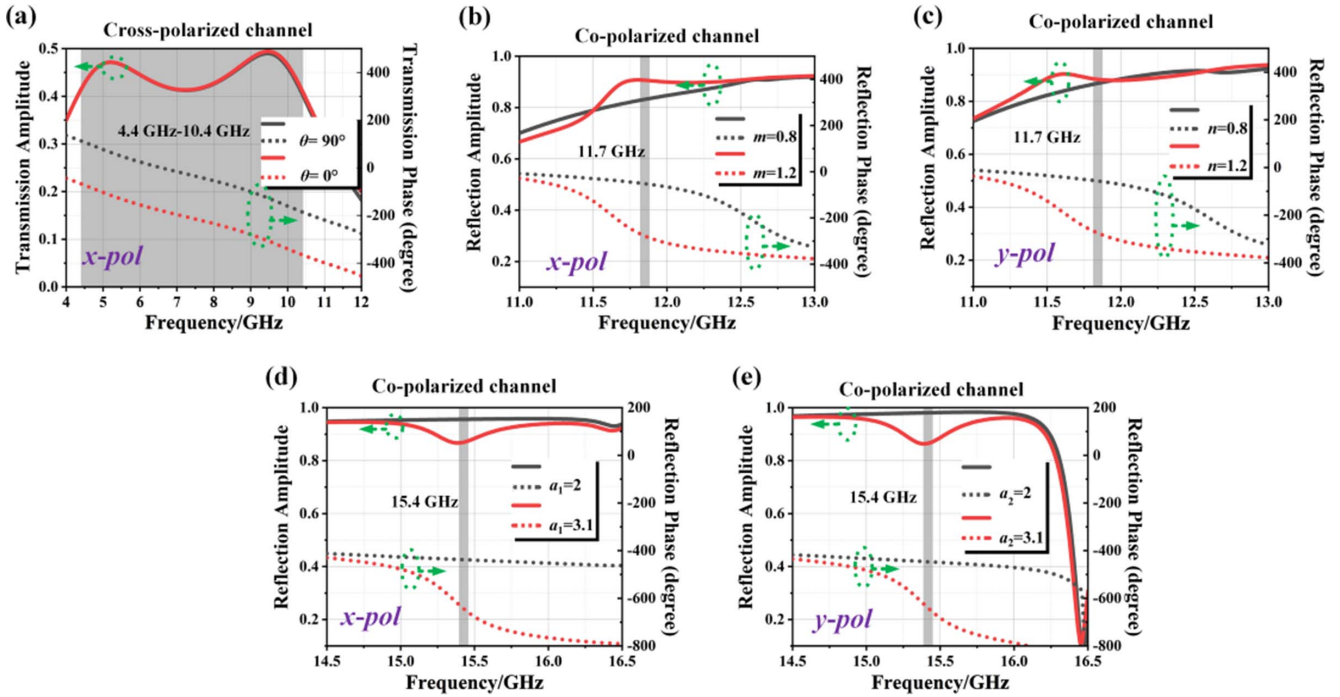 (a)
Cross-polarized channel
Transmission Amplitude
0.5
0.4
0.3
0.2
0.1
0.0
400
200
0
-200
-400
Transmission Phase (degree)
4.4 GHz-10.4 GHz
θ= 90°
θ= 0°
x-pol
4 5 6 7 8 9 10 11 12
Frequency/GHz
(b)
Co-polarized channel
Reflection Amplitude
1.0
0.8
0.6
0.4
0.2
400
200
0
-200
-400
Reflection Phase (degree)
11.7 GHz
m=0.8
m=1.2
x-pol
11.0 11.5 12.0 12.5 13.0
Frequency/GHz
(c)
Co-polarized channel
Reflection Amplitude
1.0
0.8
0.6
0.4
0.2
400
200
0
-200
-400
Reflection Phase (degree)
11.7 GHz
n=0.8
n=1.2
y-pol
11.0 11.5 12.0 12.5 13.0
Frequency/GHz
(d)
Co-polarized channel
Reflection Amplitude
1.0
0.8
0.6
0.4
0.2
200
0
-200
-400
-600
-800
Reflection Phase (degree)
15.4 GHz
a1=2
a1=3.1
x-pol
14.5 15.0 15.5 16.0 16.5
Frequency/GHz
(e)
Co-polarized channel
Reflection Amplitude
1.0
0.8
0.6
0.4
0.2
200
0
-200
-400
-600
-800
Reflection Phase (degree)
15.4 GHz
a2=2
a2=3.1
y-pol
14.5 15.0 15.5 16.0 16.5
Frequency/GHz